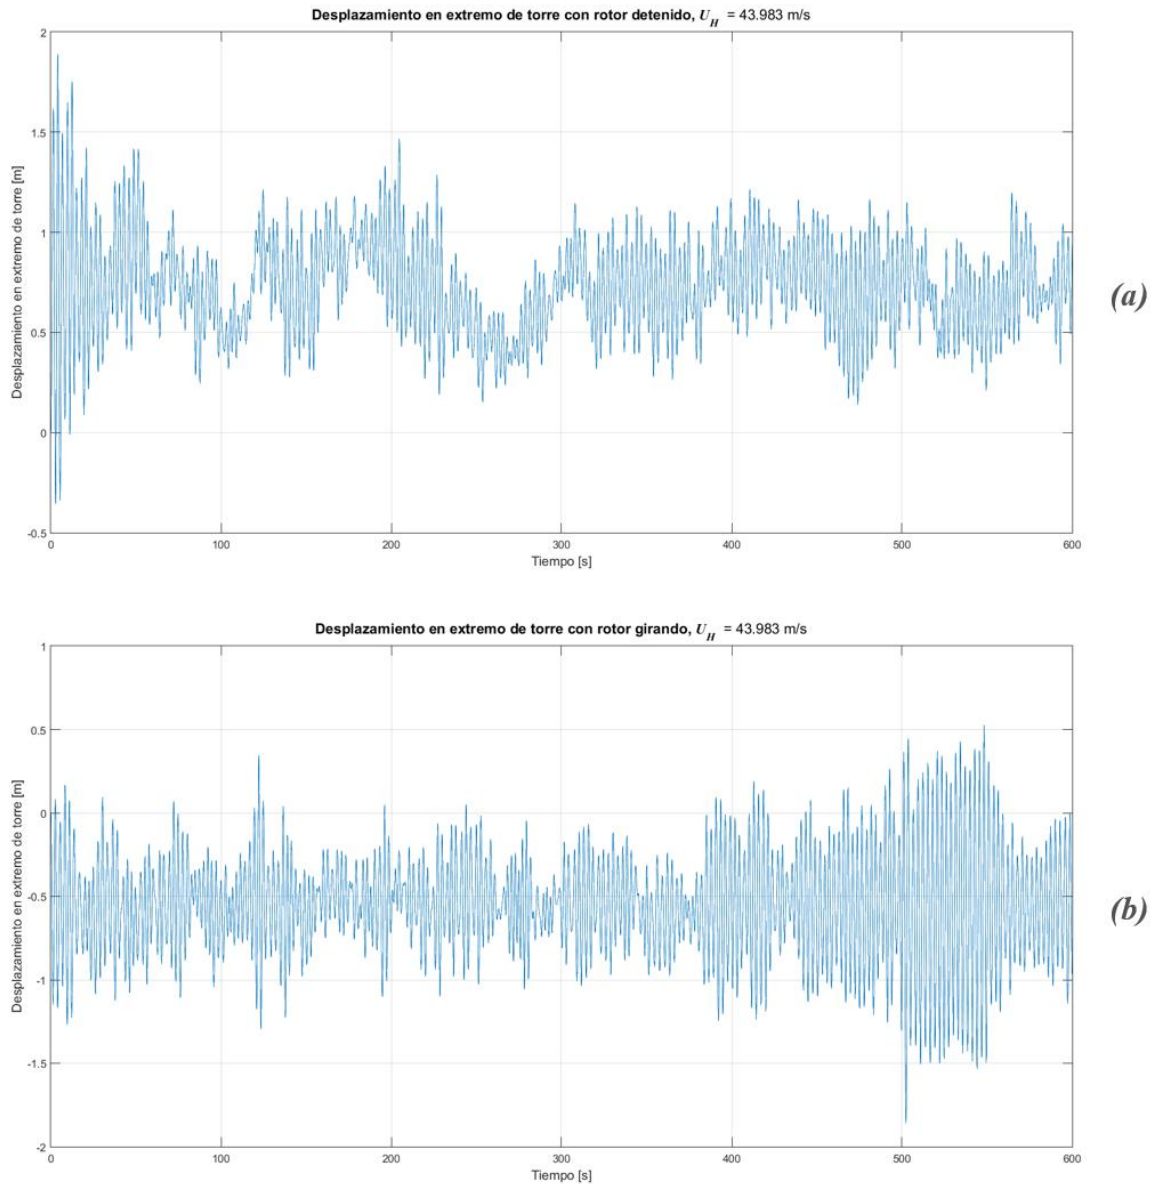 Desplazamiento en extremo de torre con rotor detenido, U_H = 43.983 m/s
2
1.5
1
0.5
0
-0.5
Desplazamiento en extremo de torre [m]
0 100 200 300 400 500 600
Tiempo [s]
(a)
Desplazamiento en extremo de torre con rotor girando, U_H = 43.983 m/s
1
0.5
0
-0.5
-1
-1.5
-2
Desplazamiento en extremo de torre [m]
0 100 200 300 400 500 600
Tiempo [s]
(b)